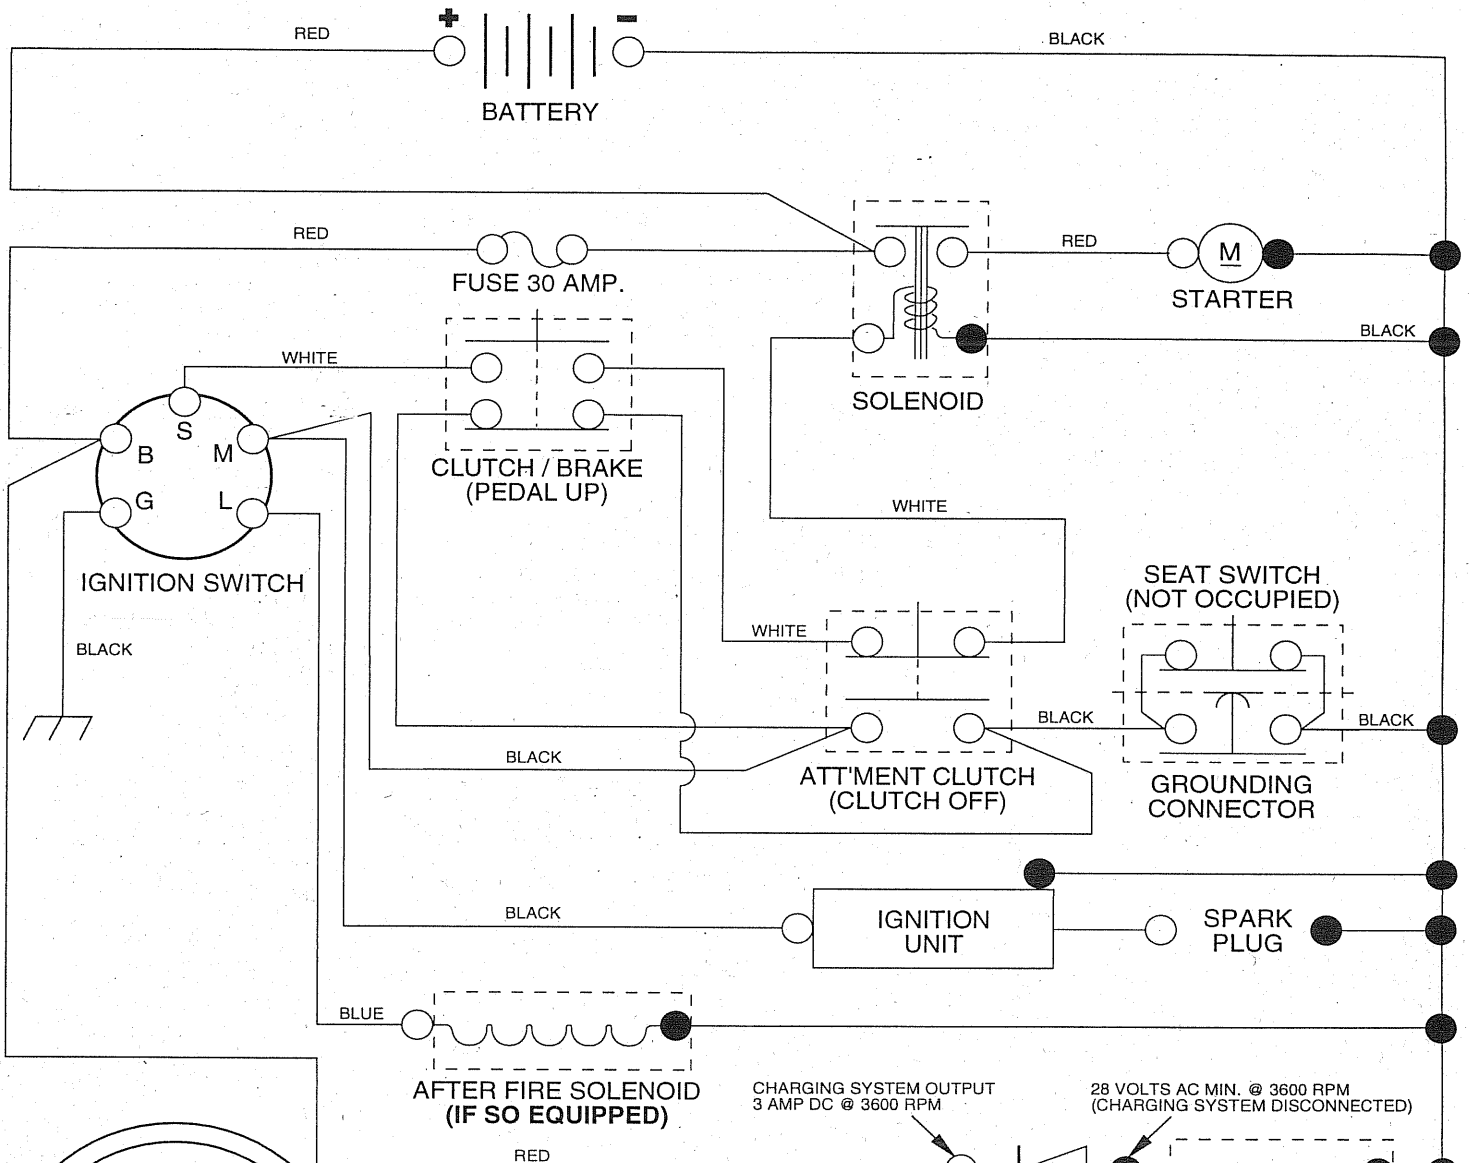 + −
RED
BLACK
BATTERY
RED
RED
M
FUSE 30 AMP.
STARTER
BLACK
WHITE
SOLENOID
S
B
M
CLUTCH / BRAKE
(PEDAL UP)
G
L
WHITE
IGNITION SWITCH
SEAT SWITCH
(NOT OCCUPIED)
BLACK
WHITE
BLACK
BLACK
BLACK
ATT'MENT CLUTCH
(CLUTCH OFF)
GROUNDING
CONNECTOR
BLACK
IGNITION
UNIT
SPARK
PLUG
BLUE
AFTER FIRE SOLENOID
(IF SO EQUIPPED)
CHARGING SYSTEM OUTPUT
3 AMP DC @ 3600 RPM
28 VOLTS AC MIN. @ 3600 RPM
(CHARGING SYSTEM DISCONNECTED)
RED